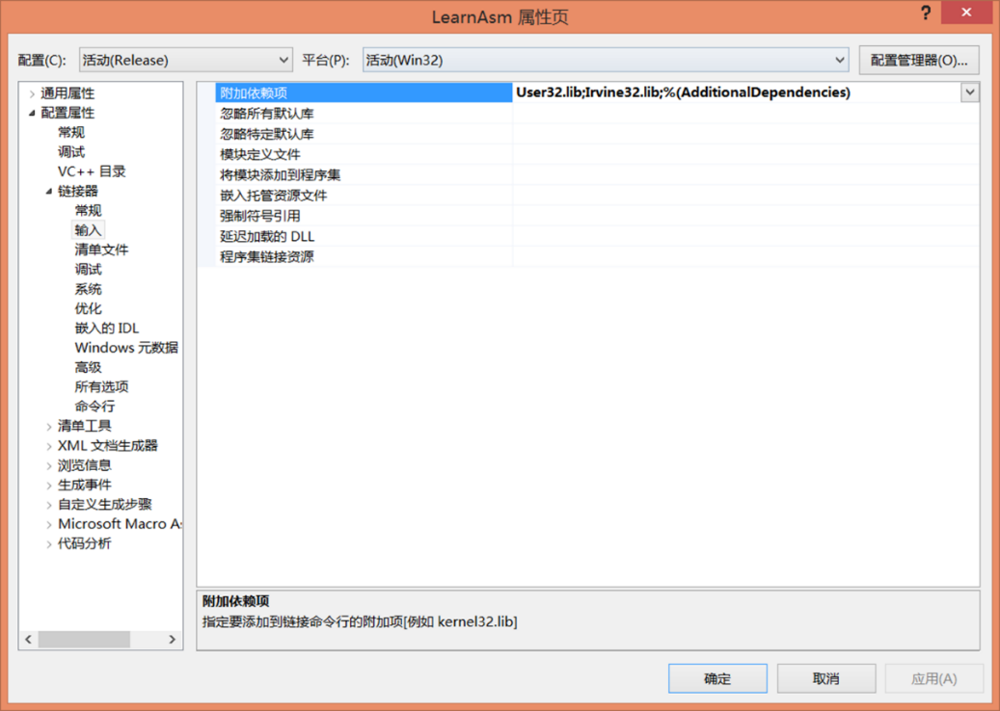 LearnAsm 属性页
?
配置(C):
活动(Release)
平台(P):
活动(Win32)
配置管理器(O)...
通用属性
配置属性
常规
调试
VC++ 目录
链接器
常规
输入
清单文件
调试
系统
优化
嵌入的 IDL
Windows 元数据
高级
所有选项
命令行
清单工具
XML 文档生成器
浏览信息
生成事件
自定义生成步骤
Microsoft Macro As
代码分析
附加依赖项 User32.lib;Irvine32.lib;%(AdditionalDependencies)
忽略所有默认库
忽略特定默认库
模块定义文件
将模块添加到程序集
嵌入托管资源文件
强制符号引用
延迟加载的 DLL
程序集链接资源
附加依赖项
指定要添加到链接命令行的附加项[例如 kernel32.lib]
确定
取消
应用(A)